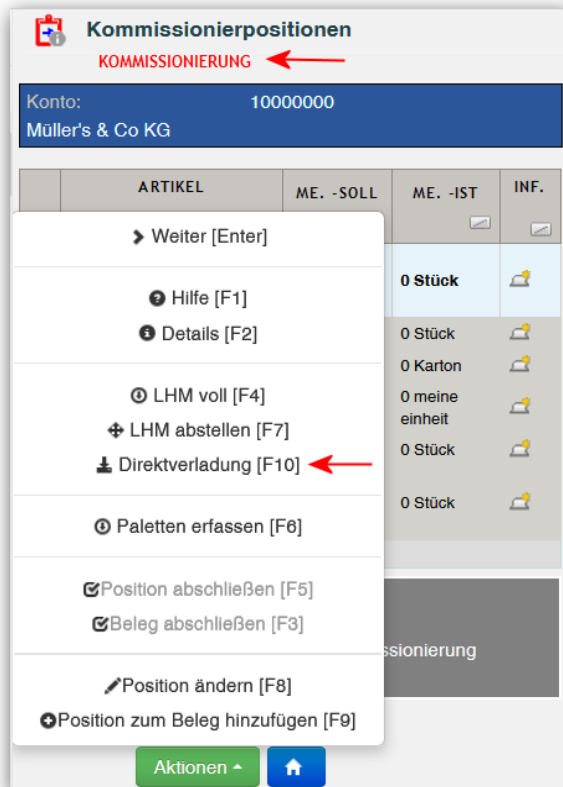 Kommissionierpositionen
KOMMISSIONIERUNG
Konto: 10000000
Müller's & Co KG
ARTIKEL ME. -SOLL ME. -IST INF.
Weiter [Enter]
0 Stück
Hilfe [F1]
Details [F2]
0 Stück
0 Karton
LHM voll [F4]
0 meine
einheit
LHM abstellen [F7]
0 Stück
Direktverladung [F10]
0 Stück
Paletten erfassen [F6]
Position abschließen [F5]
Beleg abschließen [F3]
ssionierung
Position ändern [F8]
Position zum Beleg hinzufügen [F9]
Aktionen